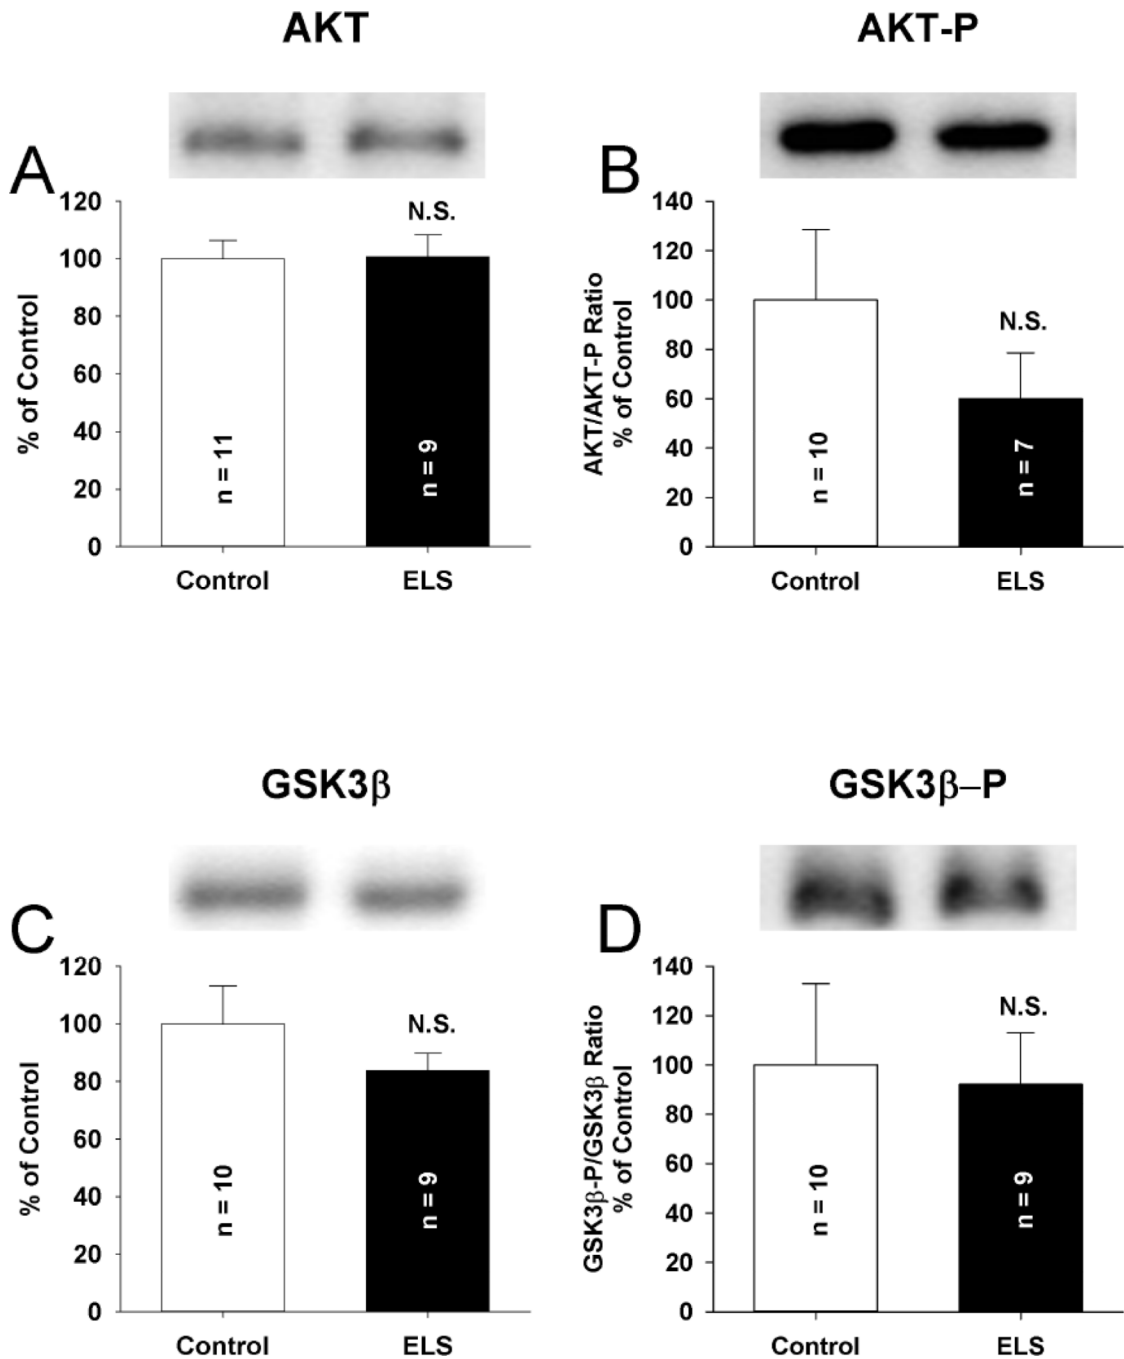 AKT
A
120
100
80
60
40
20
0
% of Control
N.S.
n = 11
n = 9
Control ELS
AKT-P
B
140
120
100
80
60
40
20
0
AKT/AKT-P Ratio
% of Control
N.S.
n = 10
n = 7
Control ELS
GSK3β
C
120
100
80
60
40
20
0
% of Control
N.S.
n = 10
n = 9
Control ELS
GSK3β–P
D
140
120
100
80
60
40
20
0
GSK3β-P/GSK3β Ratio
% of Control
N.S.
n = 10
n = 9
Control ELS